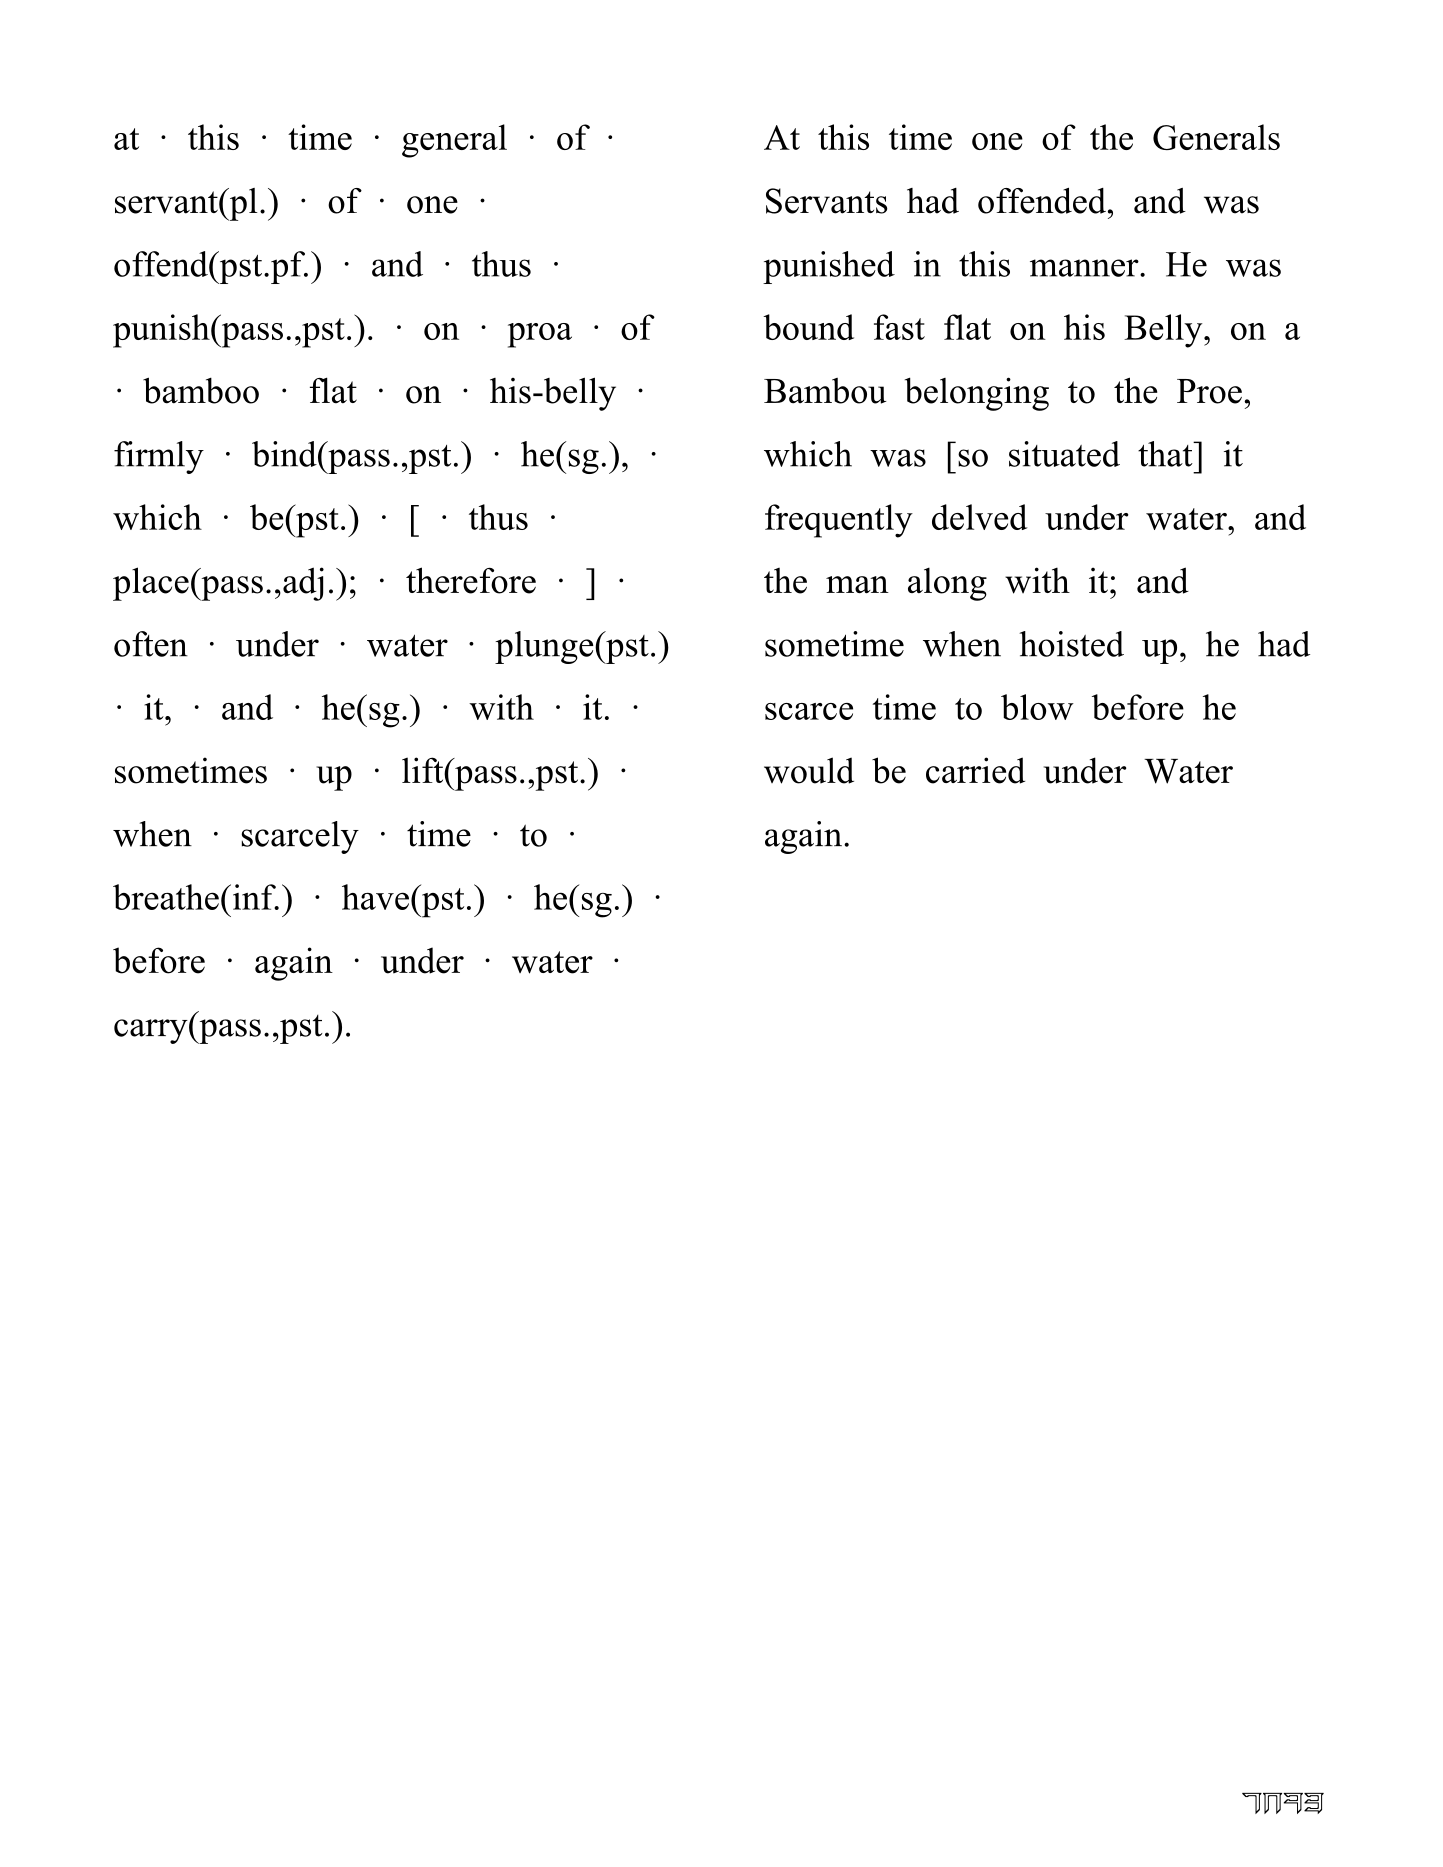 at · this · time · general · of ·
servant(pl.) · of · one ·
offend(pst.pf.) · and · thus ·
punish(pass.,pst.). · on · proa · of
· bamboo · flat · on · his-belly ·
firmly · bind(pass.,pst.) · he(sg.), ·
which · be(pst.) · [ · thus ·
place(pass.,adj.); · therefore · ] ·
often · under · water · plunge(pst.)
· it, · and · he(sg.) · with · it. ·
sometimes · up · lift(pass.,pst.) ·
when · scarcely · time · to ·
breathe(inf.) · have(pst.) · he(sg.) ·
before · again · under · water ·
carry(pass.,pst.).
At this time one of the Generals
Servants had offended, and was
punished in this manner. He was
bound fast flat on his Belly, on a
Bambou belonging to the Proe,
which was [so situated that] it
frequently delved under water, and
the man along with it; and
sometime when hoisted up, he had
scarce time to blow before he
would be carried under Water
again.